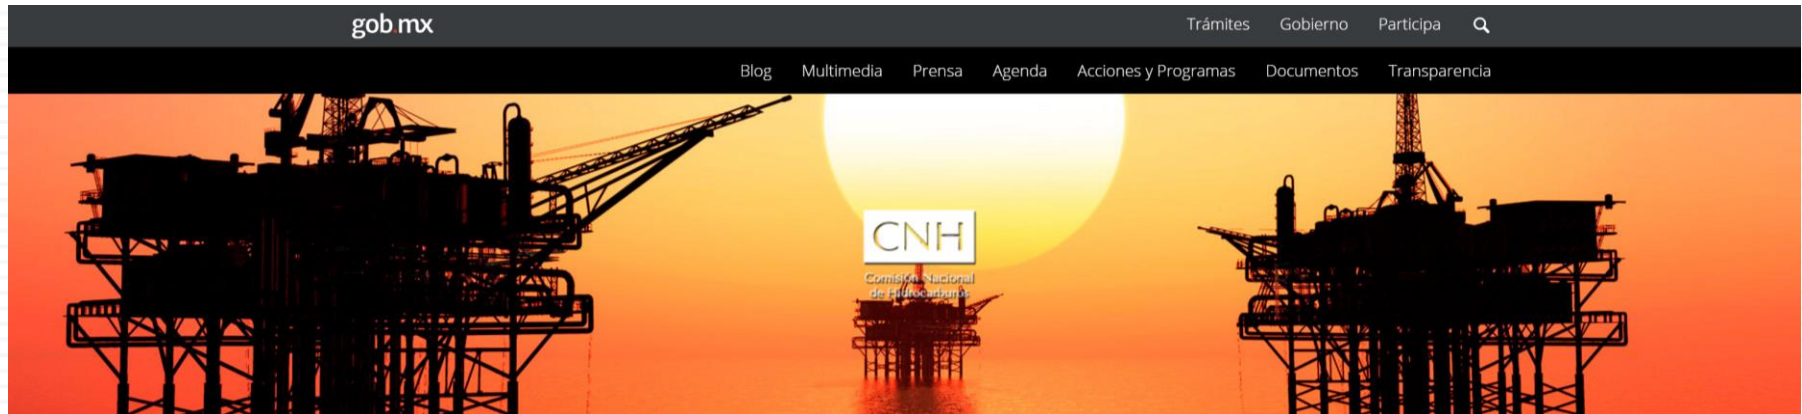 gob.mx
Trámites Gobierno Participa
Blog Multimedia Prensa Agenda Acciones y Programas Documentos Transparencia
CNH
Comisión Nacional
de Hidrocarburos